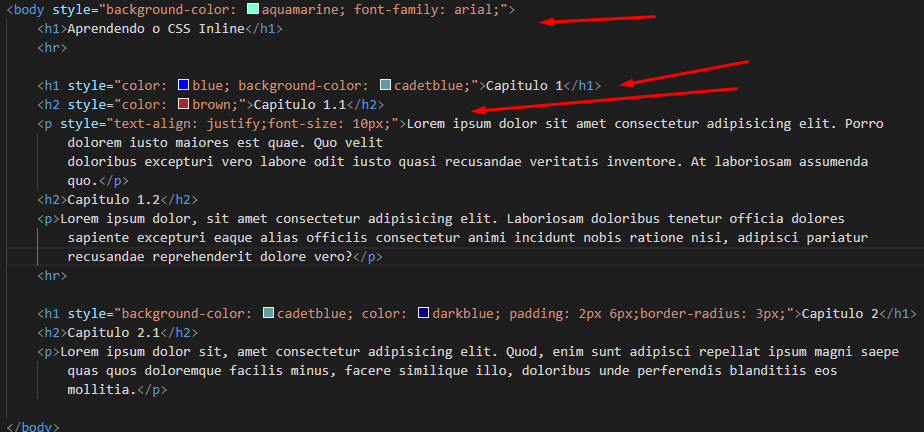 <body style="background-color: aquamarine; font-family: arial;">
<h1>Aprendendo o CSS Inline</h1>
<hr>
<h1 style="color: blue; background-color: cadetblue;">Capitulo 1</h1>
<h2 style="color: brown;">Capitulo 1.1</h2>
<p style="text-align: justify;font-size: 10px;">Lorem ipsum dolor sit amet consectetur adipisicing elit. Porro
dolorem iusto maiores est quae. Quo velit
doloribus excepturi vero labore odit iusto quasi recusandae veritatis inventore. At laboriosam assumenda
quo.</p>
<h2>Capitulo 1.2</h2>
<p>Lorem ipsum dolor, sit amet consectetur adipisicing elit. Laboriosam doloribus tenetur officia dolores
sapiente excepturi eaque alias officiis consectetur animi incidunt nobis ratione nisi, adipisci pariatur
recusandae reprehenderit dolore vero?</p>
<hr>
<h1 style="background-color: cadetblue; color: darkblue; padding: 2px 6px;border-radius: 3px;">Capitulo 2</h1>
<h2>Capitulo 2.1</h2>
<p>Lorem ipsum dolor sit, amet consectetur adipisicing elit. Quod, enim sunt adipisci repellat ipsum magni saepe
quas quos doloremque facilis minus, facere similique illo, doloribus unde perferendis blanditiis eos
mollitia.</p>
</body>